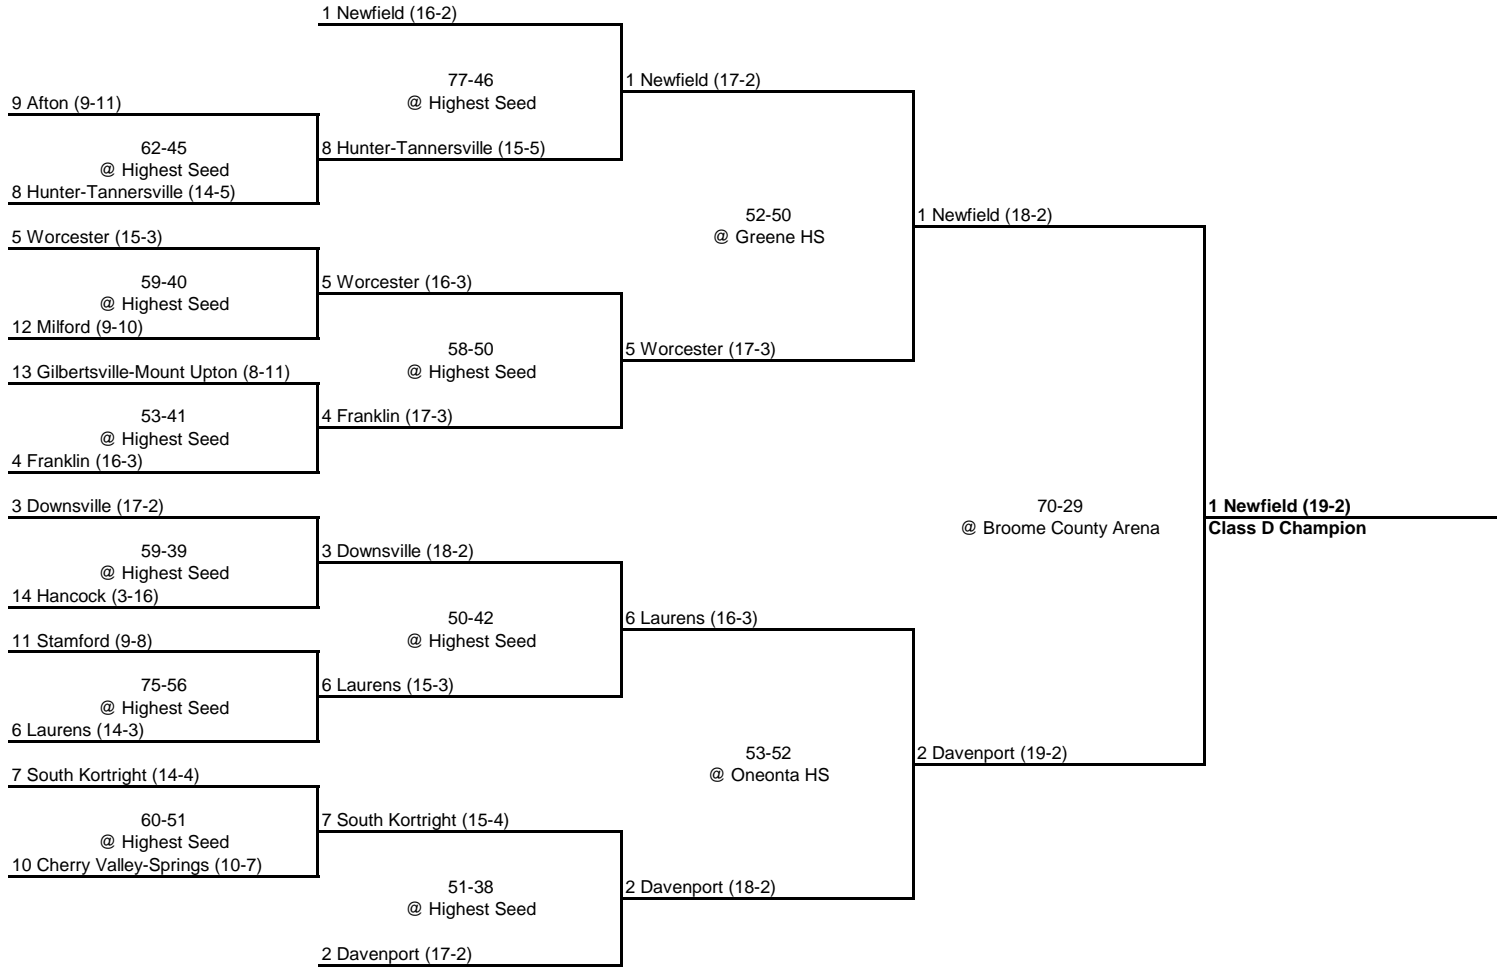 1 Newfield (16-2)
77-46
@ Highest Seed
1 Newfield (17-2)
9 Afton (9-11)
62-45
@ Highest Seed
8 Hunter-Tannersville (15-5)
8 Hunter-Tannersville (14-5)
52-50
@ Greene HS
1 Newfield (18-2)
5 Worcester (15-3)
59-40
@ Highest Seed
5 Worcester (16-3)
12 Milford (9-10)
58-50
@ Highest Seed
5 Worcester (17-3)
13 Gilbertsville-Mount Upton (8-11)
53-41
@ Highest Seed
4 Franklin (17-3)
4 Franklin (16-3)
70-29
@ Broome County Arena
1 Newfield (19-2)
Class D Champion
3 Downsville (17-2)
59-39
@ Highest Seed
3 Downsville (18-2)
14 Hancock (3-16)
50-42
@ Highest Seed
6 Laurens (16-3)
11 Stamford (9-8)
75-56
@ Highest Seed
6 Laurens (15-3)
6 Laurens (14-3)
53-52
@ Oneonta HS
2 Davenport (19-2)
7 South Kortright (14-4)
60-51
@ Highest Seed
7 South Kortright (15-4)
10 Cherry Valley-Springs (10-7)
51-38
@ Highest Seed
2 Davenport (18-2)
2 Davenport (17-2)